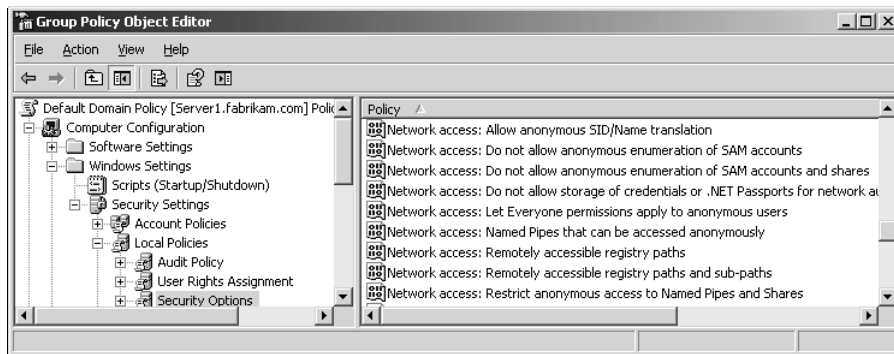 Group Policy Object Editor
File Action View Help
Default Domain Policy [Server1.fabrikam.com] Polic
Computer Configuration
Software Settings
Windows Settings
Scripts (Startup/Shutdown)
Security Settings
Account Policies
Local Policies
Audit Policy
User Rights Assignment
Security Options
Policy
Network access: Allow anonymous SID/Name translation
Network access: Do not allow anonymous enumeration of SAM accounts
Network access: Do not allow anonymous enumeration of SAM accounts and shares
Network access: Do not allow storage of credentials or .NET Passports for network au
Network access: Let Everyone permissions apply to anonymous users
Network access: Named Pipes that can be accessed anonymously
Network access: Remotely accessible registry paths
Network access: Remotely accessible registry paths and sub-paths
Network access: Restrict anonymous access to Named Pipes and Shares